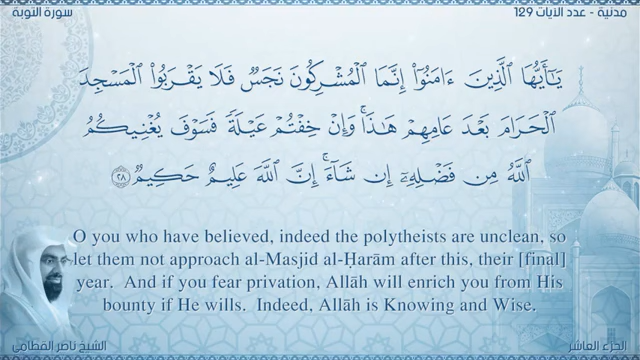 سورة التوبة
مدنية - عدد الآيات 129
يَٰٓأَيُّهَا ٱلَّذِينَ ءَامَنُوٓا۟ إِنَّمَا ٱلْمُشْرِكُونَ نَجَسٌ فَلَا يَقْرَبُوا۟ ٱلْمَسْجِدَ
ٱلْحَرَامَ بَعْدَ عَامِهِمْ هَٰذَا ۚ وَإِنْ خِفْتُمْ عَيْلَةً فَسَوْفَ يُغْنِيكُمُ
ٱللَّهُ مِن فَضْلِهِۦٓ إِن شَآءَ ۚ إِنَّ ٱللَّهَ عَلِيمٌ حَكِيمٌ ٢٨
O you who have believed, indeed the polytheists are unclean, so
let them not approach al-Masjid al-Ḥarām after this, their [final]
year. And if you fear privation, Allāh will enrich you from His
bounty if He wills. Indeed, Allāh is Knowing and Wise.
الشيخ ناصر القطامي
الجزء العاشر